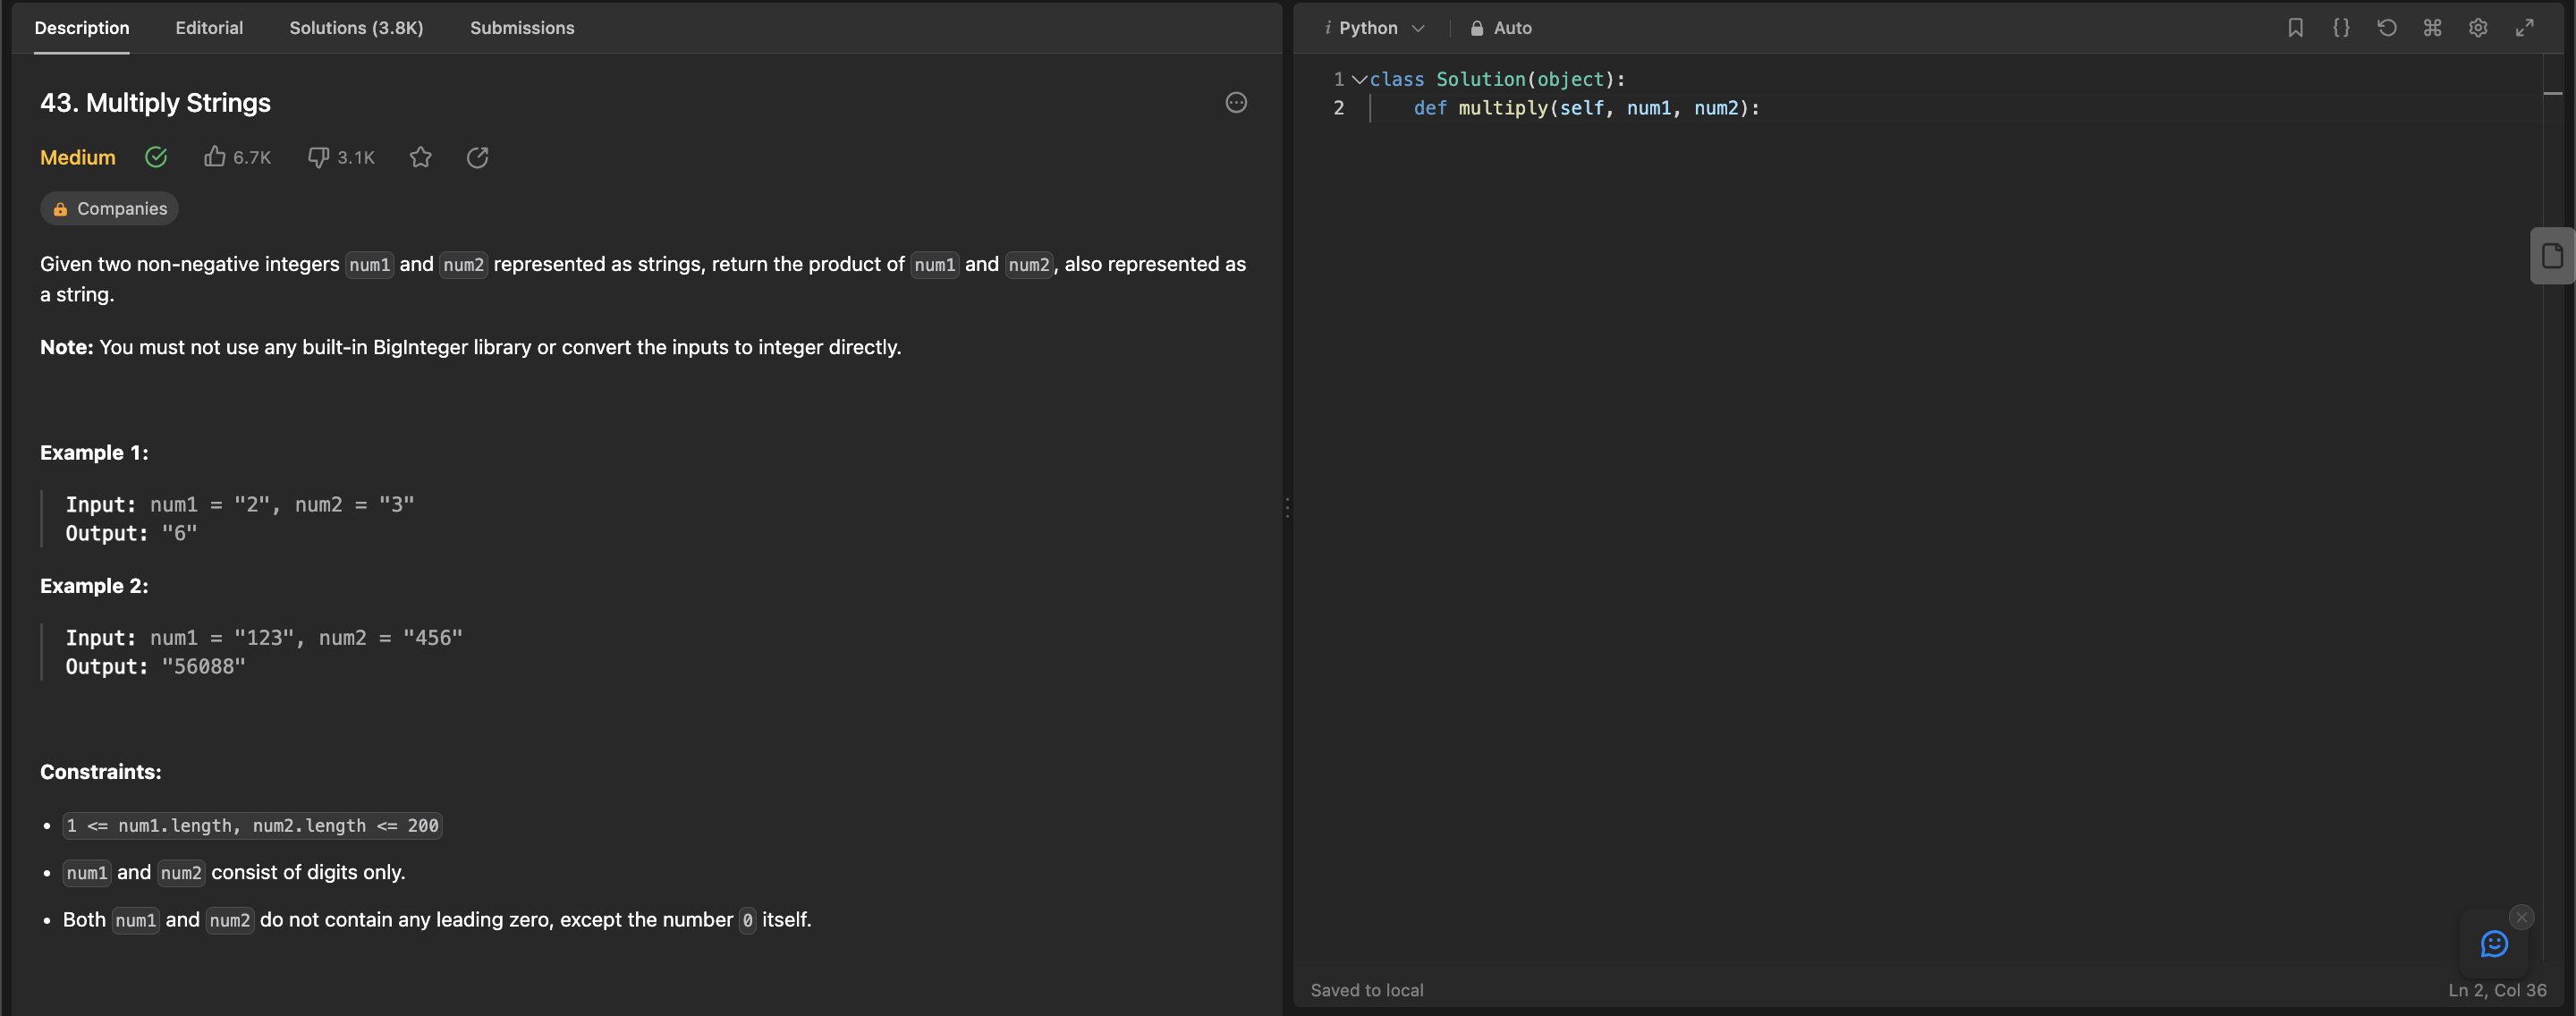 Description Editorial Solutions (3.8K) Submissions
43. Multiply Strings
Medium 6.7K 3.1K
Companies
Given two non-negative integers num1 and num2 represented as strings, return the product of num1 and num2, also represented as
a string.
Note: You must not use any built-in BigInteger library or convert the inputs to integer directly.
Example 1:
Input: num1 = "2", num2 = "3"
Output: "6"
Example 2:
Input: num1 = "123", num2 = "456"
Output: "56088"
Constraints:
• 1 <= num1.length, num2.length <= 200
• num1 and num2 consist of digits only.
• Both num1 and num2 do not contain any leading zero, except the number 0 itself.
i Python Auto
1 class Solution(object):
2 def multiply(self, num1, num2):
Saved to local
Ln 2, Col 36